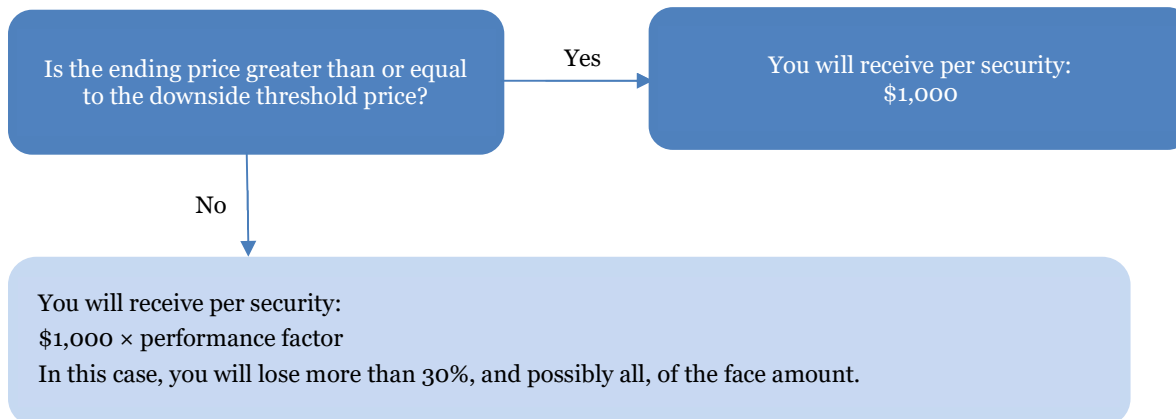 Is the ending price greater than or equal
to the downside threshold price?
Yes
You will receive per security:
$1,000
No
You will receive per security:
$1,000 × performance factor
In this case, you will lose more than 30%, and possibly all, of the face amount.